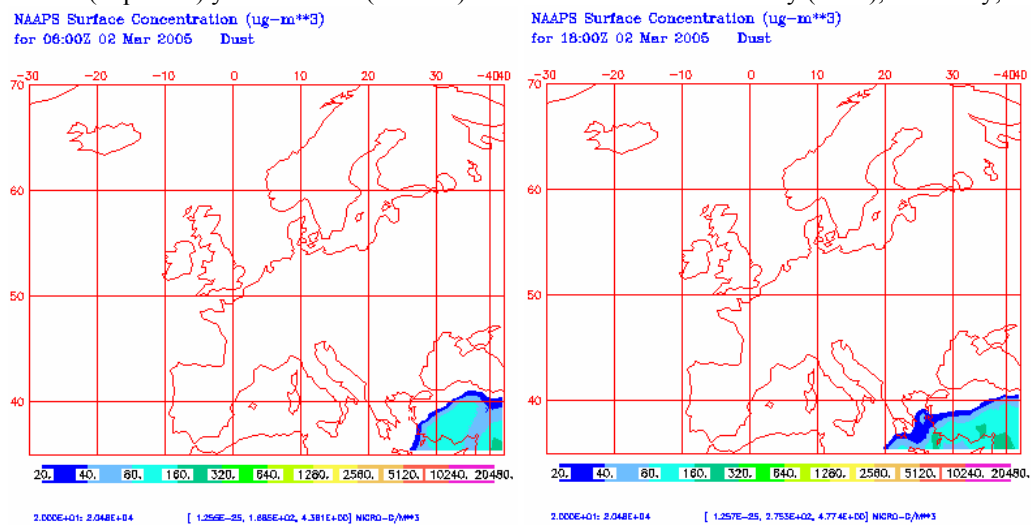 NAAPS Surface Concentration (ug-m**3)
for 06:00Z 02 Mar 2005 Dust
-30 -20 -10 0 10 20 30 -4040
70
60
50
40
20. 40. 60. 160. 320. 640. 1260. 2560. 5120. 10240. 20480.
2.000E+01: 2.048E+04 [ 1.256E-25, 1.685E+02, 4.381E+00] MICRO-G/M**3
NAAPS Surface Concentration (ug-m**3)
for 18:00Z 02 Mar 2005 Dust
-30 -20 -10 0 10 20 30 -4040
70
60
50
40
20. 40. 60. 160. 320. 640. 1260. 2560. 5120. 10240. 20480.
2.000E+01: 2.048E+04 [ 1.257E-25, 2.753E+02, 4.774E+00] MICRO-G/M**3